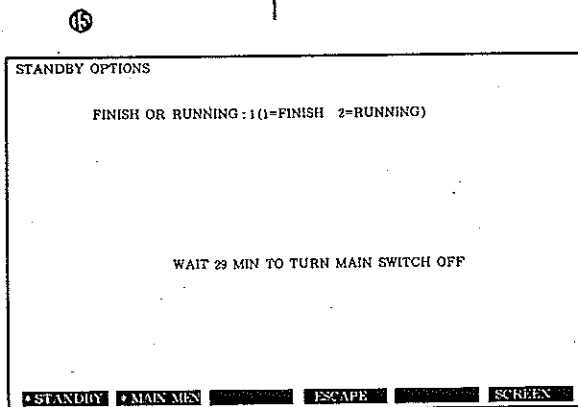 ⑮
STANDBY OPTIONS
FINISH OR RUNNING : 1 (1=FINISH 2=RUNNING)
WAIT 29 MIN TO TURN MAIN SWITCH OFF
*STANDBY *MAIN MEN ESCAPE SCREEN